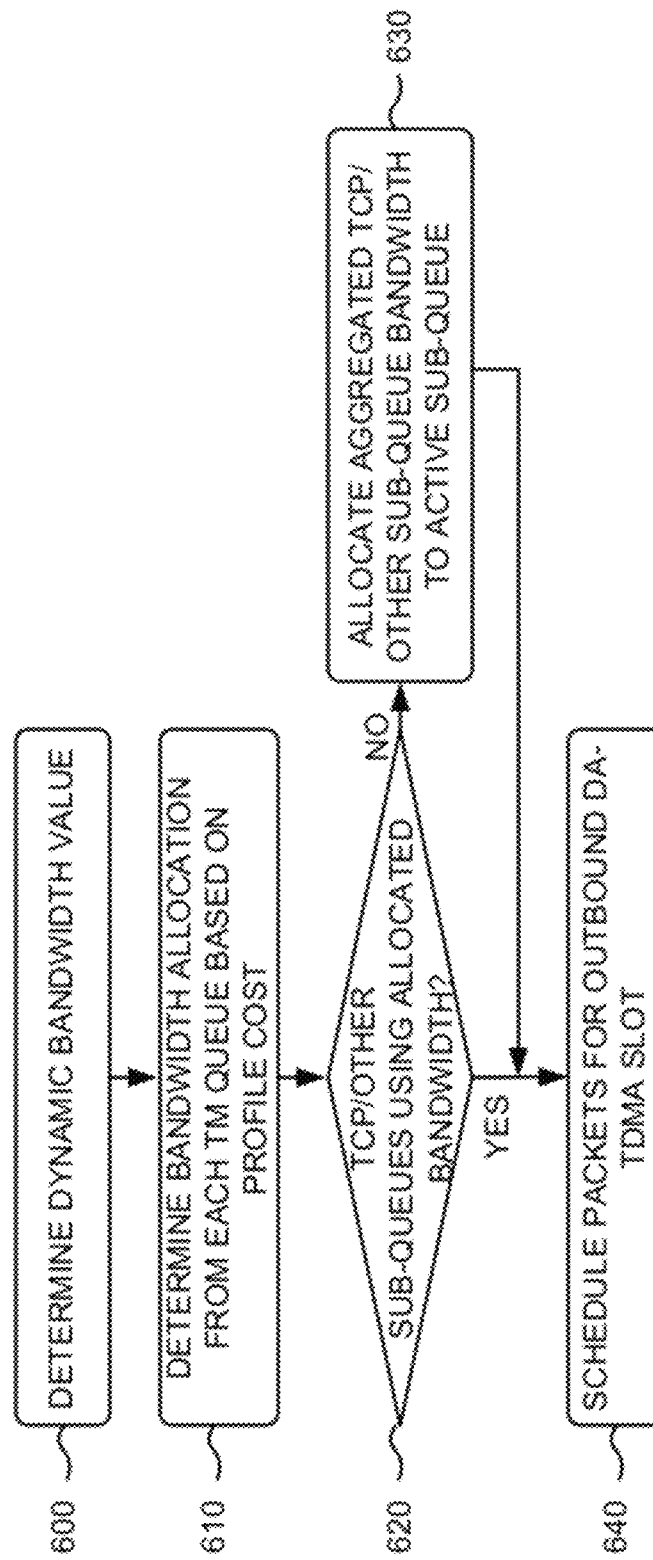 600
DETERMINE DYNAMIC BANDWIDTH VALUE
610
DETERMINE BANDWIDTH ALLOCATION
FROM EACH TM QUEUE BASED ON
PROFILE COST
620
TCP/OTHER
SUB-QUEUES USING ALLOCATED
BANDWIDTH?
NO
YES
ALLOCATE AGGREGATED TCP/
OTHER SUB-QUEUE BANDWIDTH
TO ACTIVE SUB-QUEUE
630
640
SCHEDULE PACKETS FOR OUTBOUND DA-
TDMA SLOT